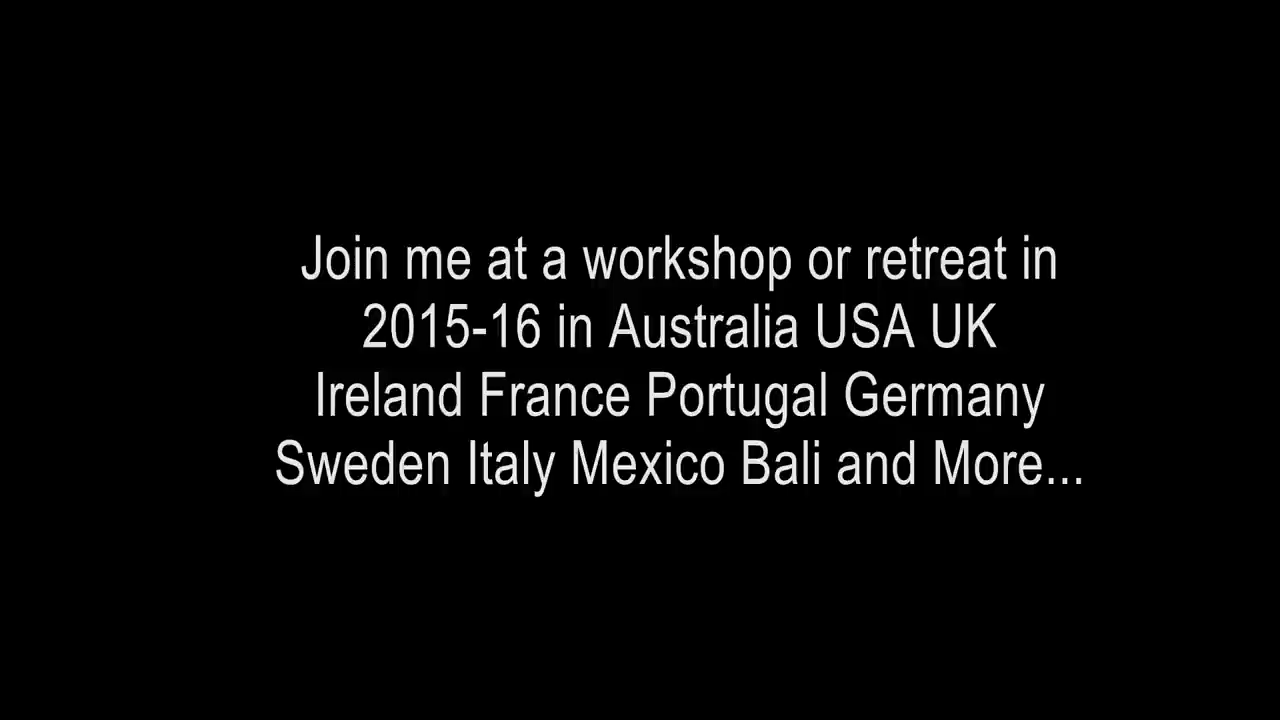 Join me at a workshop or retreat in
2015-16 in Australia USA UK
Ireland France Portugal Germany
Sweden Italy Mexico Bali and More...